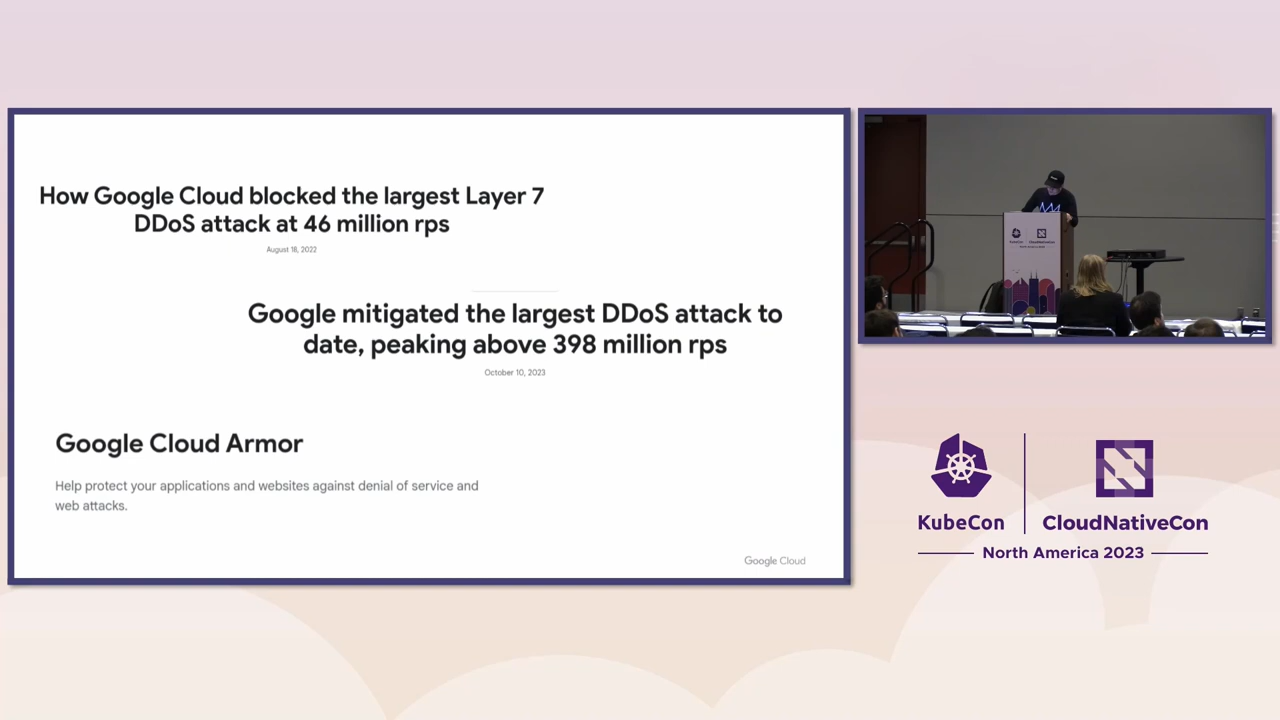 How Google Cloud blocked the largest Layer 7
DDoS attack at 46 million rps
August 18, 2022
Google mitigated the largest DDoS attack to
date, peaking above 398 million rps
October 10, 2023
Google Cloud Armor
Help protect your applications and websites against denial of service and
web attacks.
Google Cloud
KubeCon
CloudNativeCon
KubeCon
CloudNativeCon
North America 2023